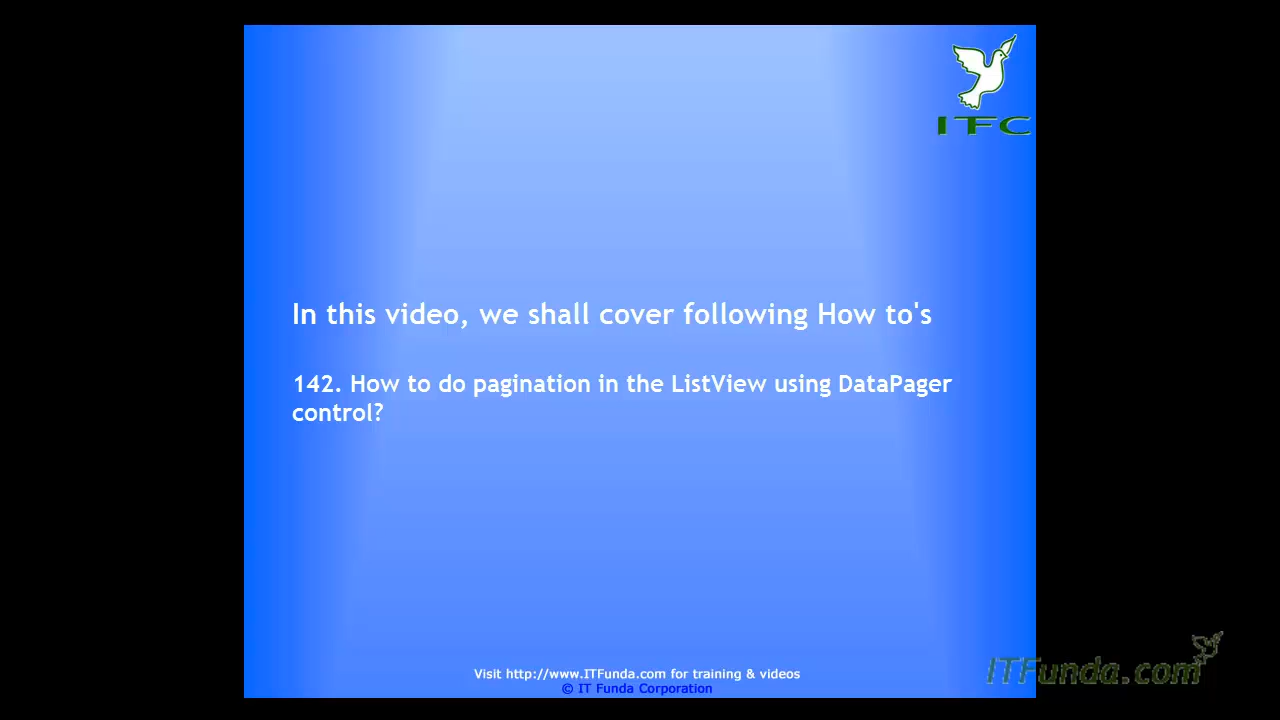 ITC
In this video, we shall cover following How to's
142. How to do pagination in the ListView using DataPager
control?
Visit http://www.ITFunda.com for training & videos
© IT Funda Corporation
ITFunda.com